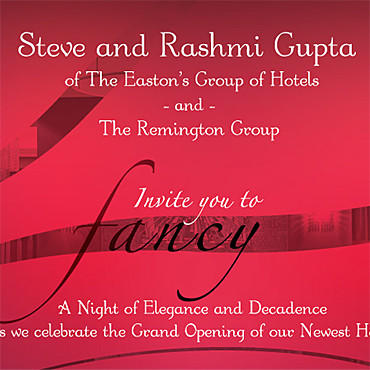 Steve and Rashmi Gupta
of The Easton's Group of Hotels
- and -
The Remington Group
Invite you to
fancy
A Night of Elegance and Decadence
we celebrate the Grand Opening of our Newest